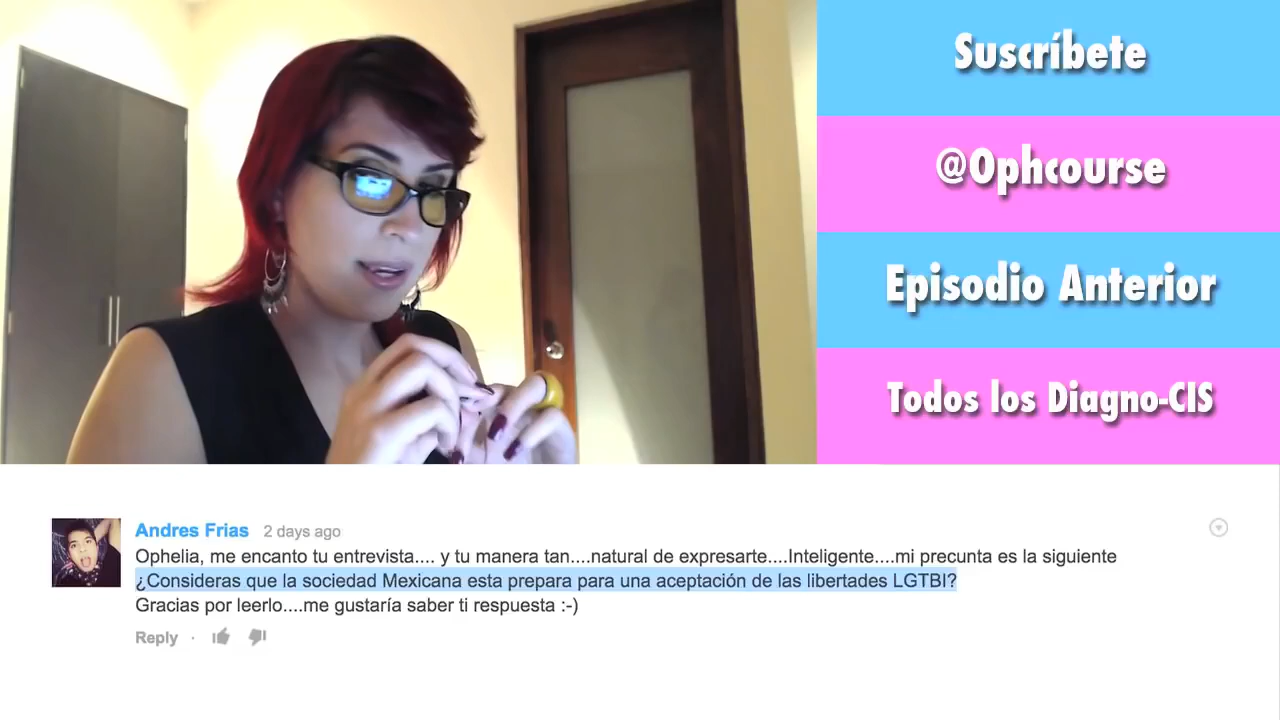 Suscríbete
@Ophcourse
Episodio Anterior
Todos los Diagno-CIS
Andres Frias 2 days ago
Ophelia, me encanto tu entrevista.... y tu manera tan....natural de expresarte....Inteligente....mi precunta es la siguiente
¿Consideras que la sociedad Mexicana esta prepara para una aceptación de las libertades LGTBI?
Gracias por leerlo....me gustaría saber ti respuesta :-)
Reply ·